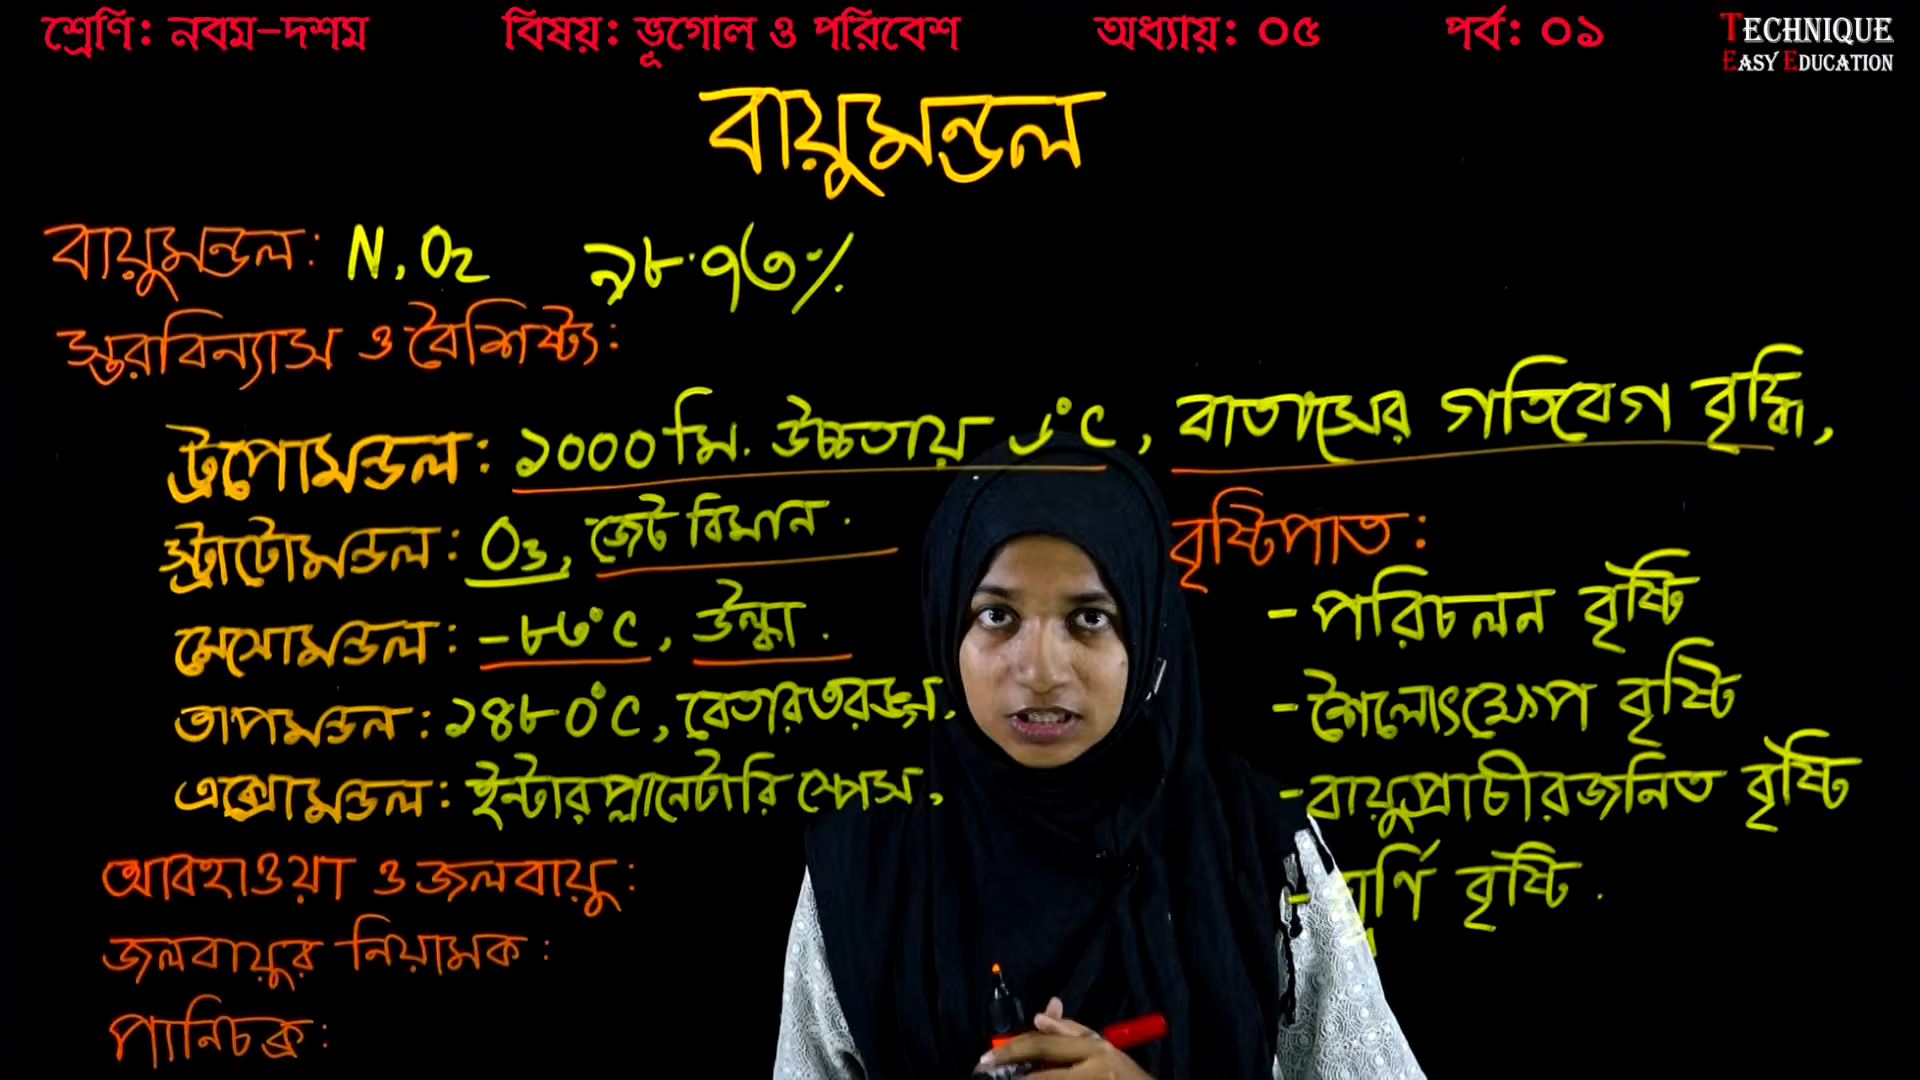 শ্রেণি: নবম-দশম
বিষয়: ভূগোল ও পরিবেশ
অধ্যায়: ০৫
পর্ব: ০১
TECHNIQUE
EASY EDUCATION
বায়ুমন্ডল
বায়ুমন্ডল: N, O₂ ৯৮.৭৩%
স্তরবিন্যাস ও বৈশিষ্ট্য:
ট্রপোমন্ডল: ১০০০ মি. উচ্চতায় ৬°C, বাতাসের গতিবেগ বৃদ্ধি,
স্ট্রাটোমন্ডল: O₃, জেট বিমান.
মেসোমন্ডল: -৮৩°C, উল্কা.
তাপমন্ডল: ১৪৮০°C, বেতারতরঙ্গ,
এক্সোমন্ডল: ইন্টারপ্লানেটারি স্পেস,
আবহাওয়া ও জলবায়ু:
জলবায়ুর নিয়ামক:
পানিচক্র:
বৃষ্টিপাত:
- পরিচলন বৃষ্টি
- শৈলোৎক্ষেপ বৃষ্টি
- বায়ুপ্রাচীরজনিত বৃষ্টি
- ঘূর্ণি বৃষ্টি.